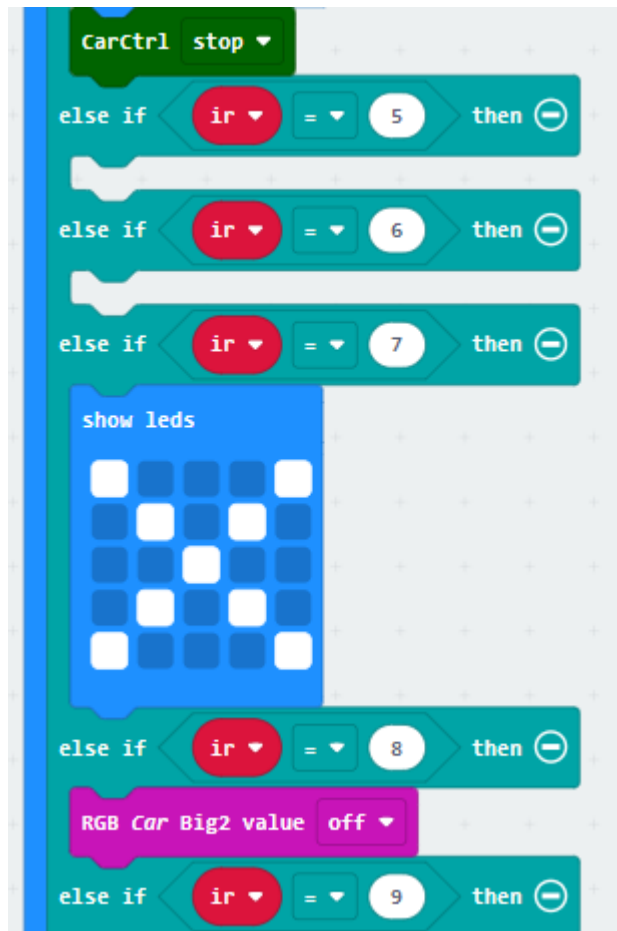 CarCtrl stop
else if ir = 5 then
else if ir = 6 then
else if ir = 7 then
show leds
else if ir = 8 then
RGB Car Big2 value off
else if ir = 9 then